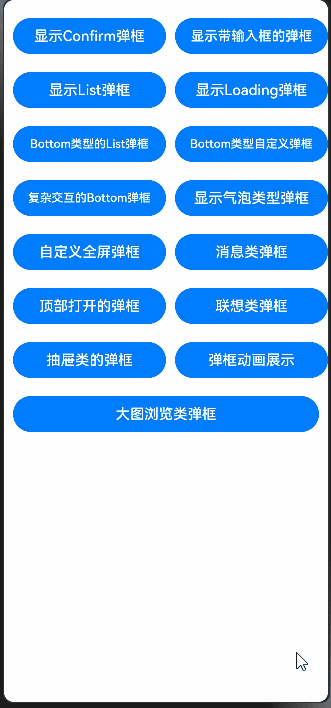 显示Confirm弹框
显示带输入框的弹框
显示List弹框
显示Loading弹框
Bottom类型的List弹框
Bottom类型自定义弹框
复杂交互的Bottom弹框
显示气泡类型弹框
自定义全屏弹框
消息类弹框
顶部打开的弹框
联想类弹框
抽屉类的弹框
弹框动画展示
大图浏览类弹框